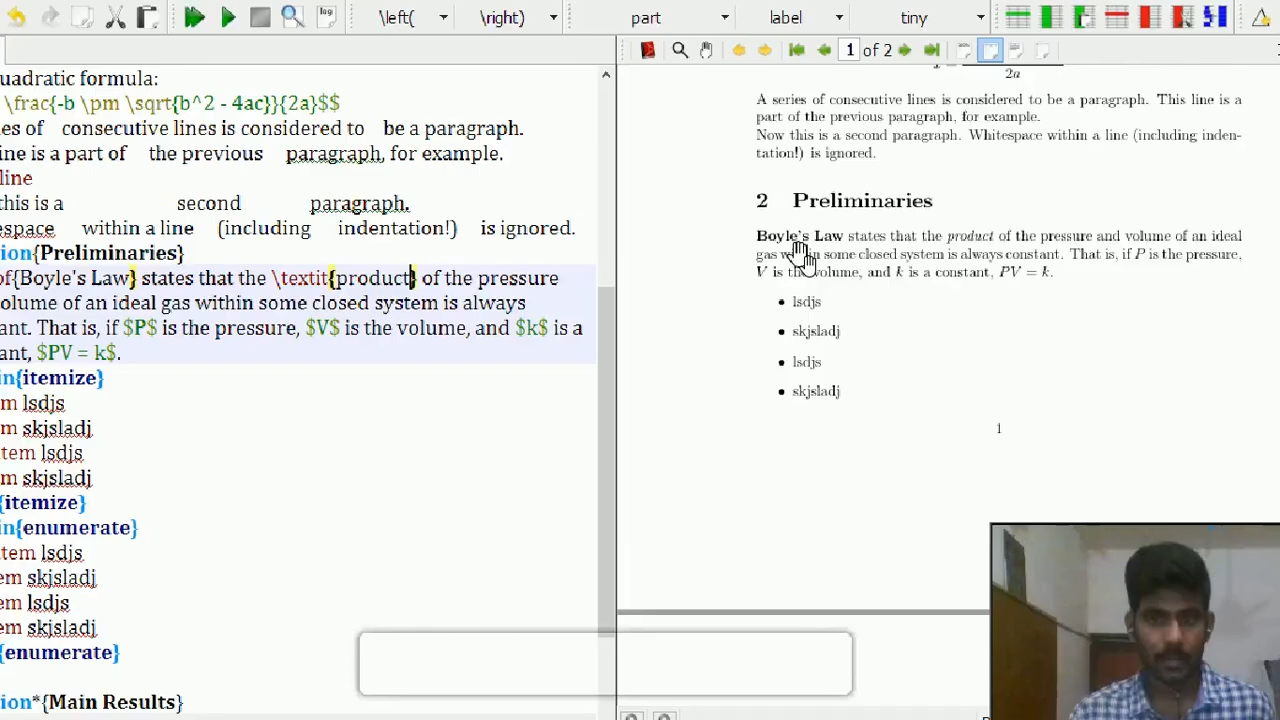 log
\left(
\right)
part
label
tiny
1 of 2
uadratic formula:
\frac{-b \pm \sqrt{b^2 - 4ac}}{2a}$$
es of consecutive lines is considered to be a paragraph.
ine is a part of the previous paragraph, for example.
line
this is a second paragraph.
espace within a line (including indentation!) is ignored.
ion{Preliminaries}
of{Boyle's Law} states that the \textit{product} of the pressure
olume of an ideal gas within some closed system is always
ant. That is, if $P$ is the pressure, $V$ is the volume, and $k$ is a
ant, $PV = k$.
in{itemize}
m lsdjs
m skjsladj
tem lsdjs
m skjsladj
{itemize}
in{enumerate}
tem lsdjs
em skjsladj
em lsdjs
em skjsladj
{enumerate}
ion*{Main Results}
2a
A series of consecutive lines is considered to be a paragraph. This line is a
part of the previous paragraph, for example.
Now this is a second paragraph. Whitespace within a line (including inden-
tation!) is ignored.
2 Preliminaries
Boyle's Law states that the product of the pressure and volume of an ideal
gas within some closed system is always constant. That is, if P is the pressure,
V is the volume, and k is a constant, PV = k.
• lsdjs
• skjsladj
• lsdjs
• skjsladj
1